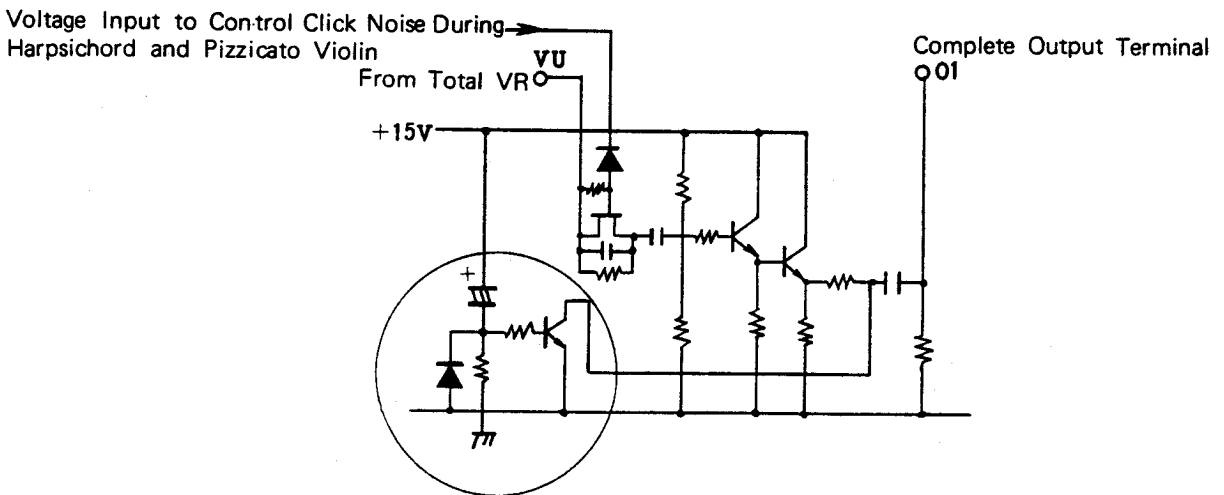 Voltage Input to Control Click Noise During
Harpsichord and Pizzicato Violin
VU
From Total VR
Complete Output Terminal
01
+15V
+